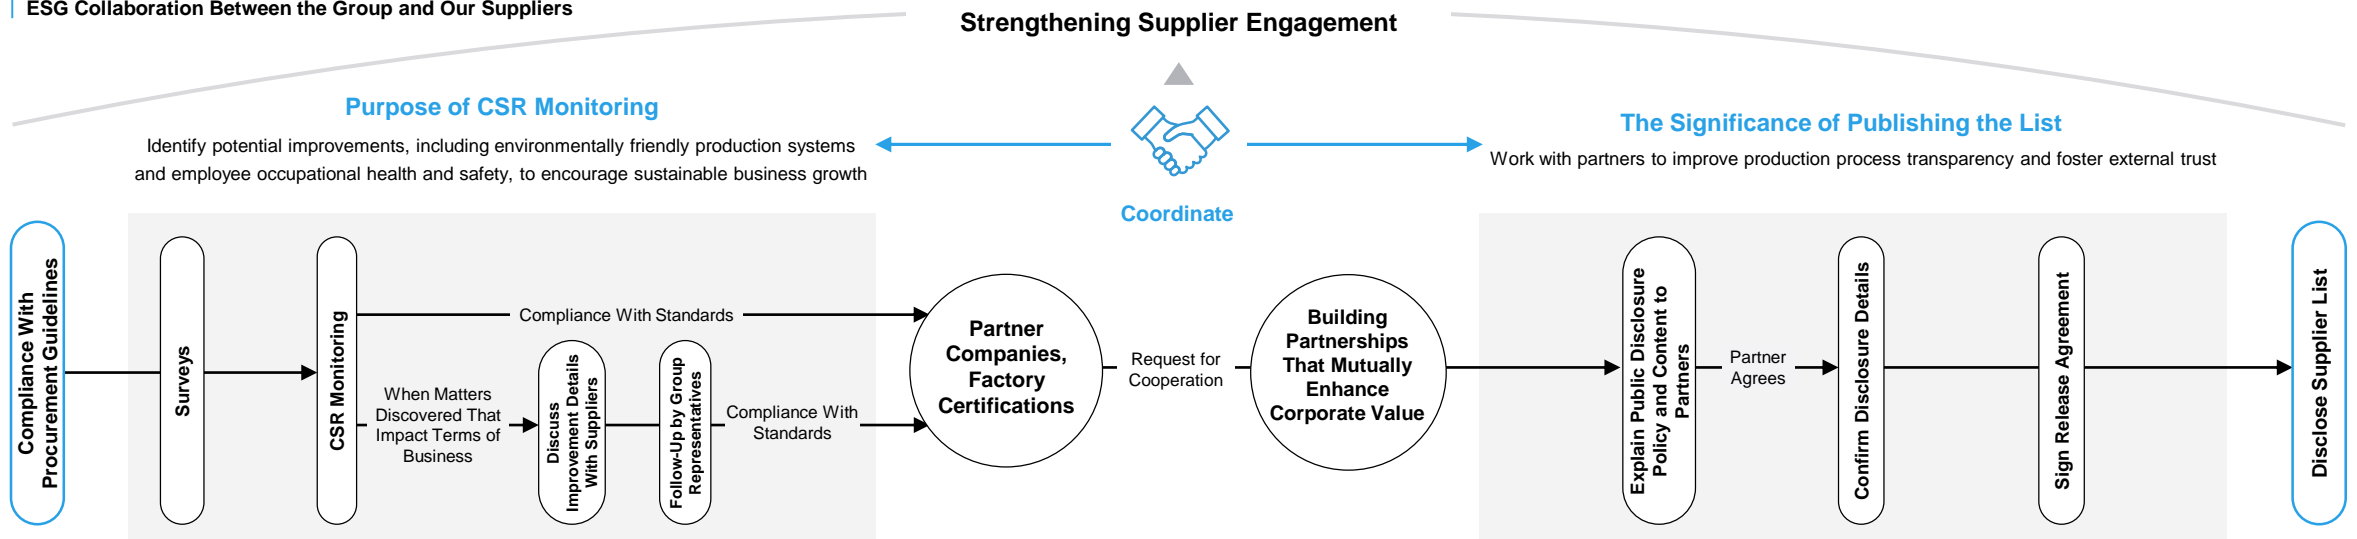 ESG Collaboration Between the Group and Our Suppliers
Strengthening Supplier Engagement
Purpose of CSR Monitoring
Identify potential improvements, including environmentally friendly production systems
and employee occupational health and safety, to encourage sustainable business growth
Coordinate
The Significance of Publishing the List
Work with partners to improve production process transparency and foster external trust
Compliance With
Procurement Guidelines
Surveys
CSR Monitoring
Compliance With Standards
When Matters
Discovered That
Impact Terms of
Business
Discuss
Improvement Details
With Suppliers
Follow-Up by Group
Representatives
Compliance With
Standards
Partner
Companies,
Factory
Certifications
Request for
Cooperation
Building
Partnerships
That Mutually
Enhance
Corporate Value
Explain Public Disclosure
Policy and Content to
Partners
Partner
Agrees
Confirm Disclosure Details
Sign Release Agreement
Disclose Supplier List